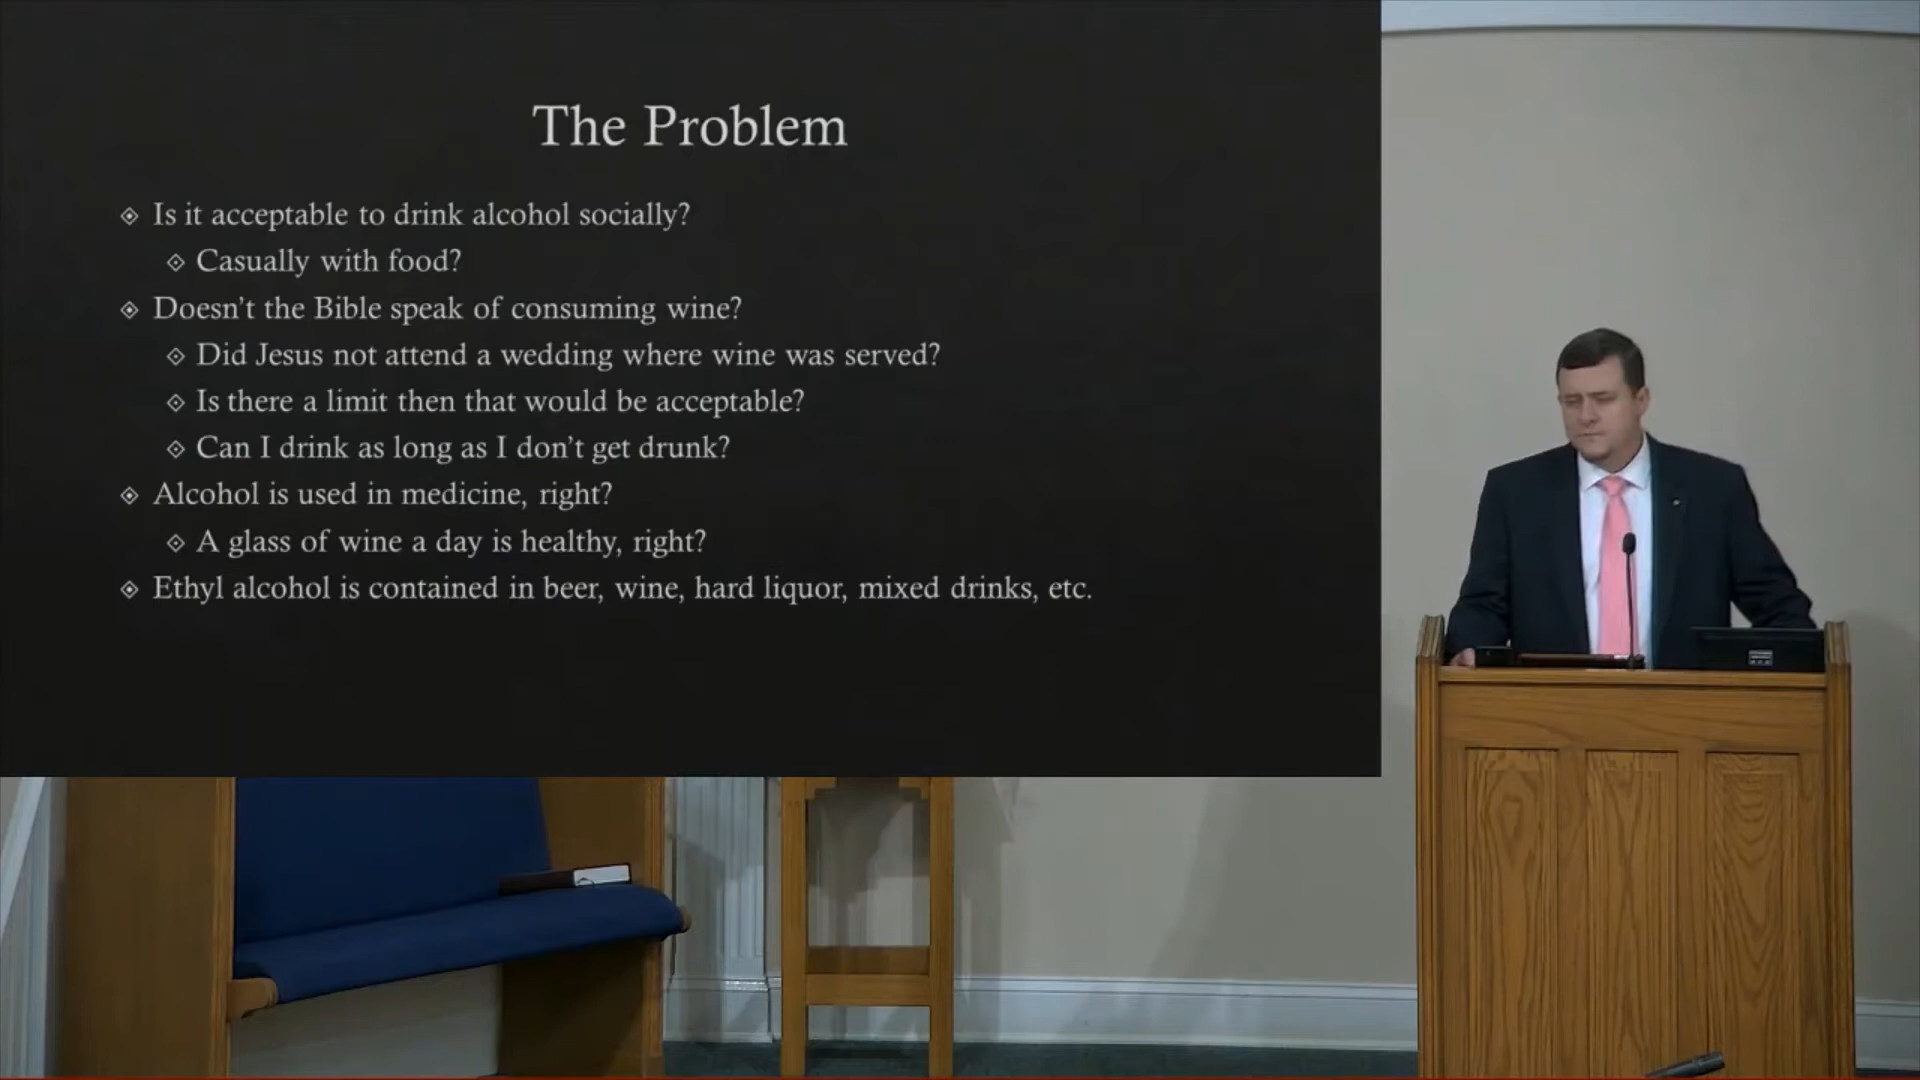 The Problem
Is it acceptable to drink alcohol socially?
Casually with food?
Doesn't the Bible speak of consuming wine?
Did Jesus not attend a wedding where wine was served?
Is there a limit then that would be acceptable?
Can I drink as long as I don't get drunk?
Alcohol is used in medicine, right?
A glass of wine a day is healthy, right?
Ethyl alcohol is contained in beer, wine, hard liquor, mixed drinks, etc.